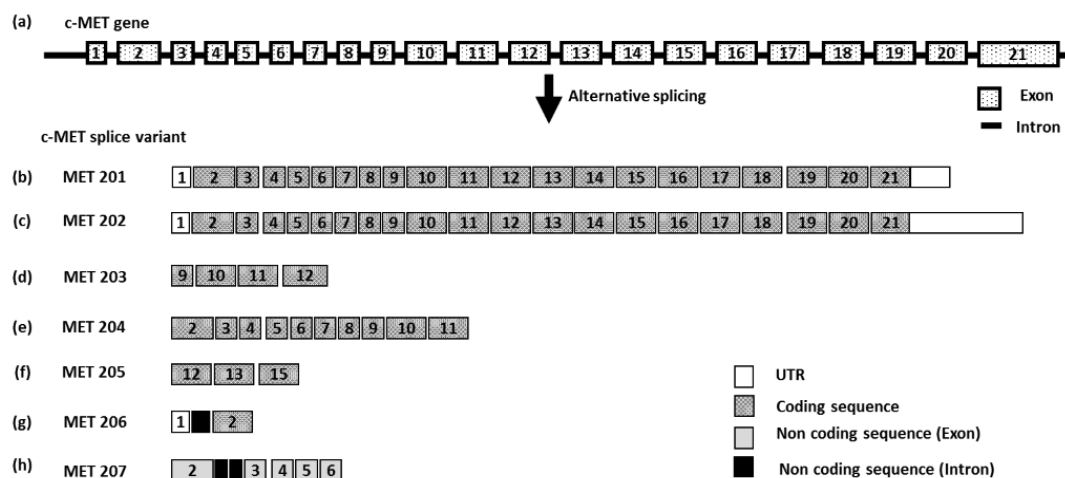 (a) c-MET gene
1 2 3 4 5 6 7 8 9 10 11 12 13 14 15 16 17 18 19 20 21
Alternative splicing
Exon
Intron
c-MET splice variant
(b) MET 201 1 2 3 4 5 6 7 8 9 10 11 12 13 14 15 16 17 18 19 20 21
(c) MET 202 1 2 3 4 5 6 7 8 9 10 11 12 13 14 15 16 17 18 19 20 21
(d) MET 203 9 10 11 12
(e) MET 204 2 3 4 5 6 7 8 9 10 11
(f) MET 205 12 13 15
(g) MET 206 1 2
(h) MET 207 2 3 4 5 6
UTR
Coding sequence
Non coding sequence (Exon)
Non coding sequence (Intron)